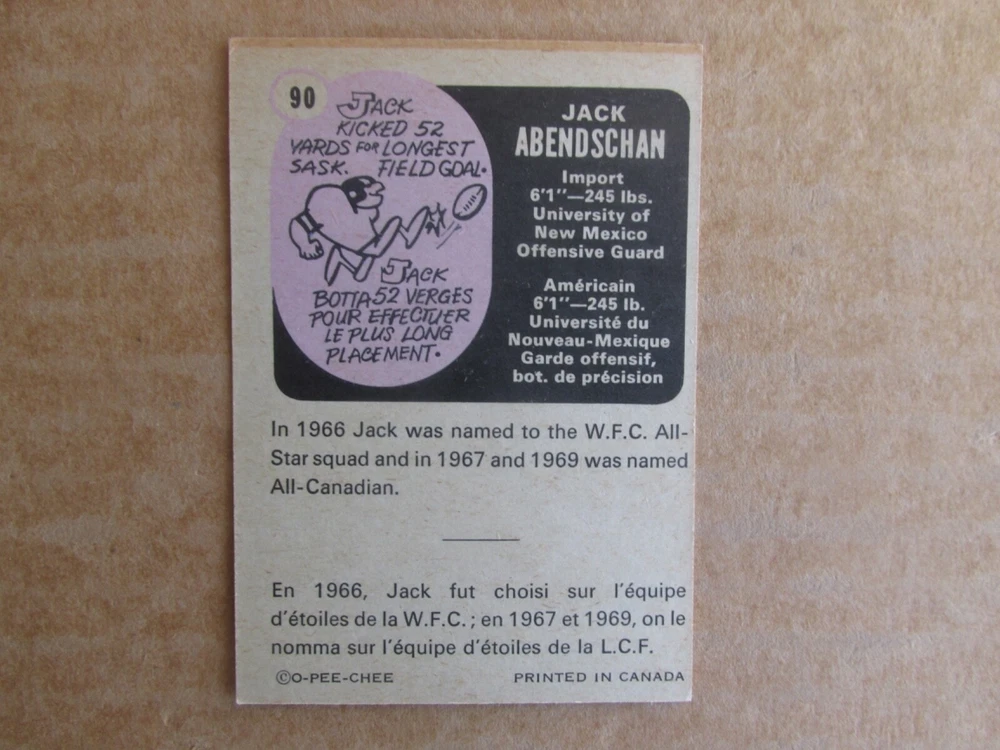 90
JACK
KICKED 52
YARDS FOR LONGEST
SASK. FIELD GOAL.
JACK
BOTTA 52 VERGES
POUR EFFECTUER
LE PLUS LONG
PLACEMENT.
JACK
ABENDSCHAN
Import
6'1"—245 lbs.
University of
New Mexico
Offensive Guard
Américain
6'1"—245 lb.
Université du
Nouveau-Mexique
Garde offensif,
bot. de précision
In 1966 Jack was named to the W.F.C. All-
Star squad and in 1967 and 1969 was named
All-Canadian.
En 1966, Jack fut choisi sur l'équipe
d'étoiles de la W.F.C.; en 1967 et 1969, on le
nomma sur l'équipe d'étoiles de la L.C.F.
©O-PEE-CHEE PRINTED IN CANADA